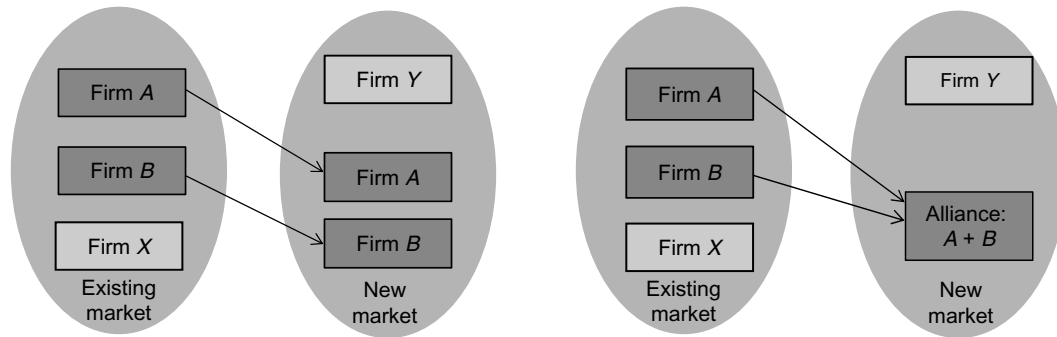 Firm A
Firm B
Firm X
Existing
market
Firm Y
Firm A
Firm B
New
market
Firm A
Firm B
Firm X
Existing
market
Firm Y
Alliance:
A + B
New
market